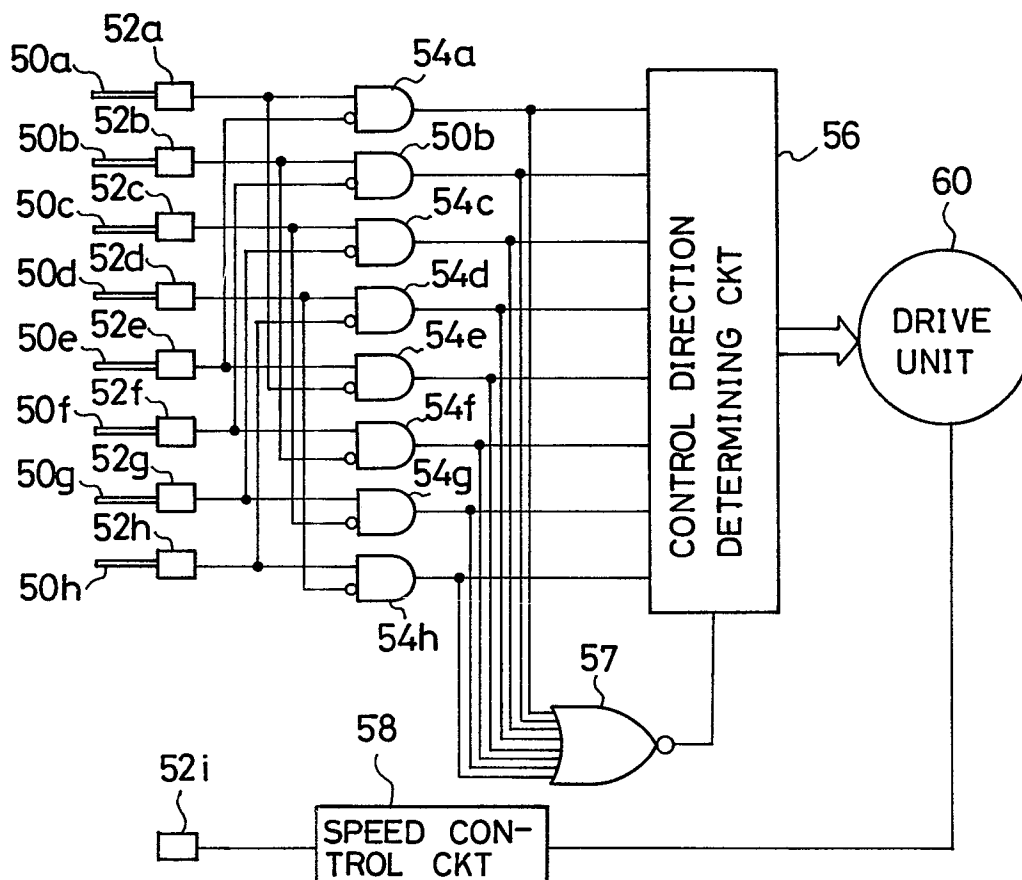 52a
50a
54a
50b
52b
50b
56
50c
52c
54c
60
50d
52d
54d
50e
52e
54e
50f
52f
54f
50g
52g
54g
52h
50h
54h
CONTROL DIRECTION
DETERMINING CKT
DRIVE
UNIT
57
58
52i
SPEED CON-
TROL CKT